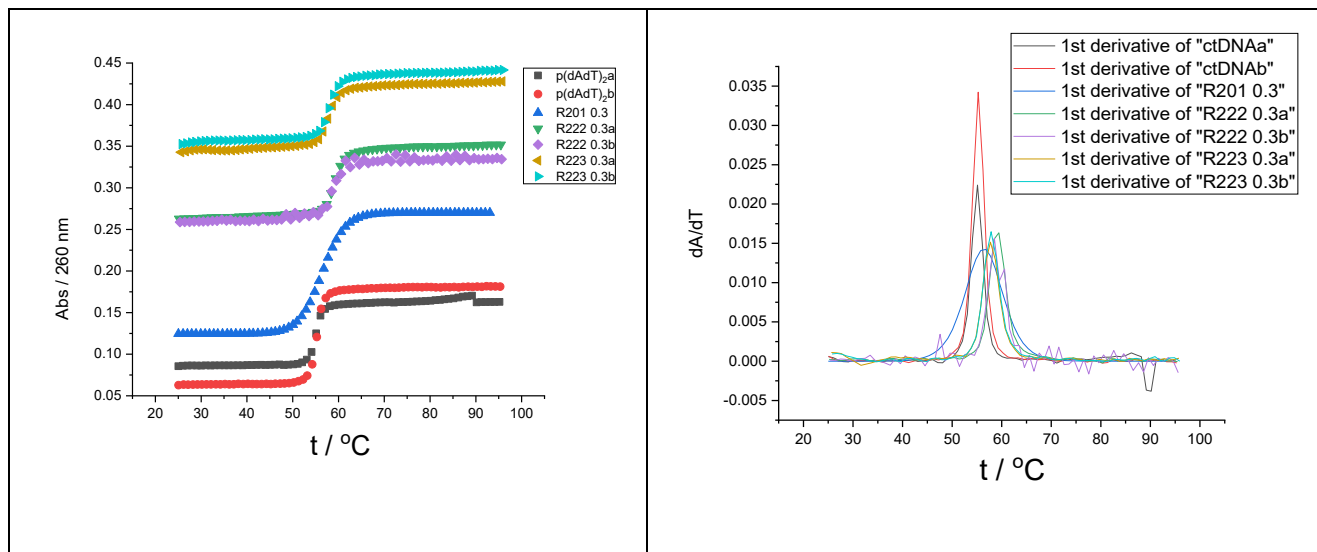 0.45
0.40
0.35
0.30
0.25
0.20
0.15
0.10
0.05
Abs / 260 nm
20 30 40 50 60 70 80 90 100
t / °C
p(dAdT)₂a
p(dAdT)₂b
R201 0.3
R222 0.3a
R222 0.3b
R223 0.3a
R223 0.3b
1st derivative of "ctDNAa"
1st derivative of "ctDNAb"
1st derivative of "R201 0.3"
1st derivative of "R222 0.3a"
1st derivative of "R222 0.3b"
1st derivative of "R223 0.3a"
1st derivative of "R223 0.3b"
0.035
0.030
0.025
0.020
0.015
0.010
0.005
0.000
-0.005
dA/dT
20 30 40 50 60 70 80 90 100
t / °C